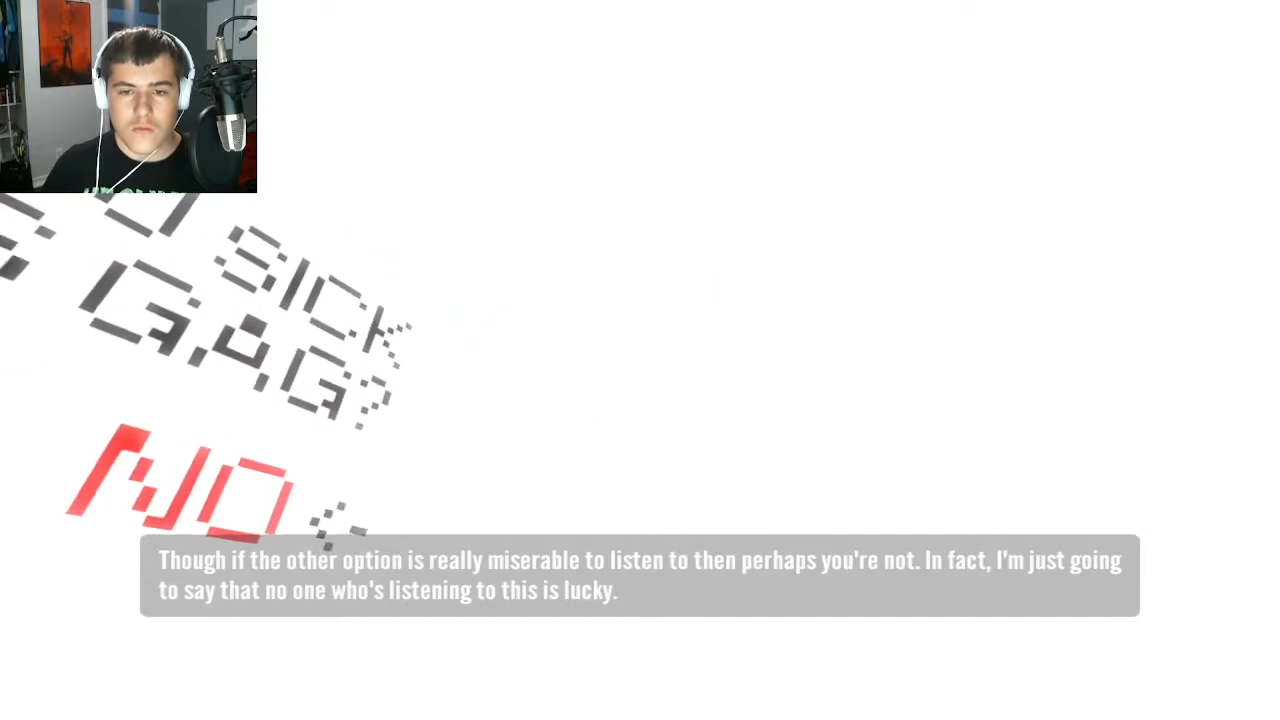 SICK
GAG?
NO
Though if the other option is really miserable to listen to then perhaps you're not. In fact, I'm just going
to say that no one who's listening to this is lucky.